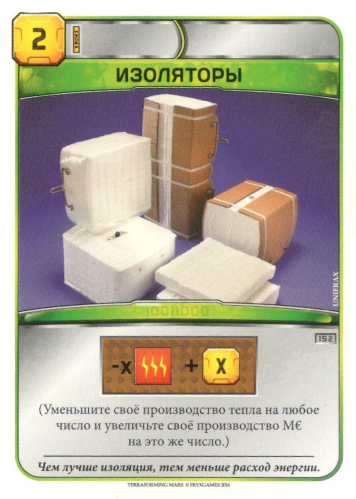 2
ИЗОЛЯТОРЫ
UNIFRAX
152
-X + X
(Уменьшите своё производство тепла на любое
число и увеличьте своё производство М€
на это же число.)
Чем лучше изоляция, тем меньше расход энергии.
TERRAFORMING MARS © FRYXGAMES 2016